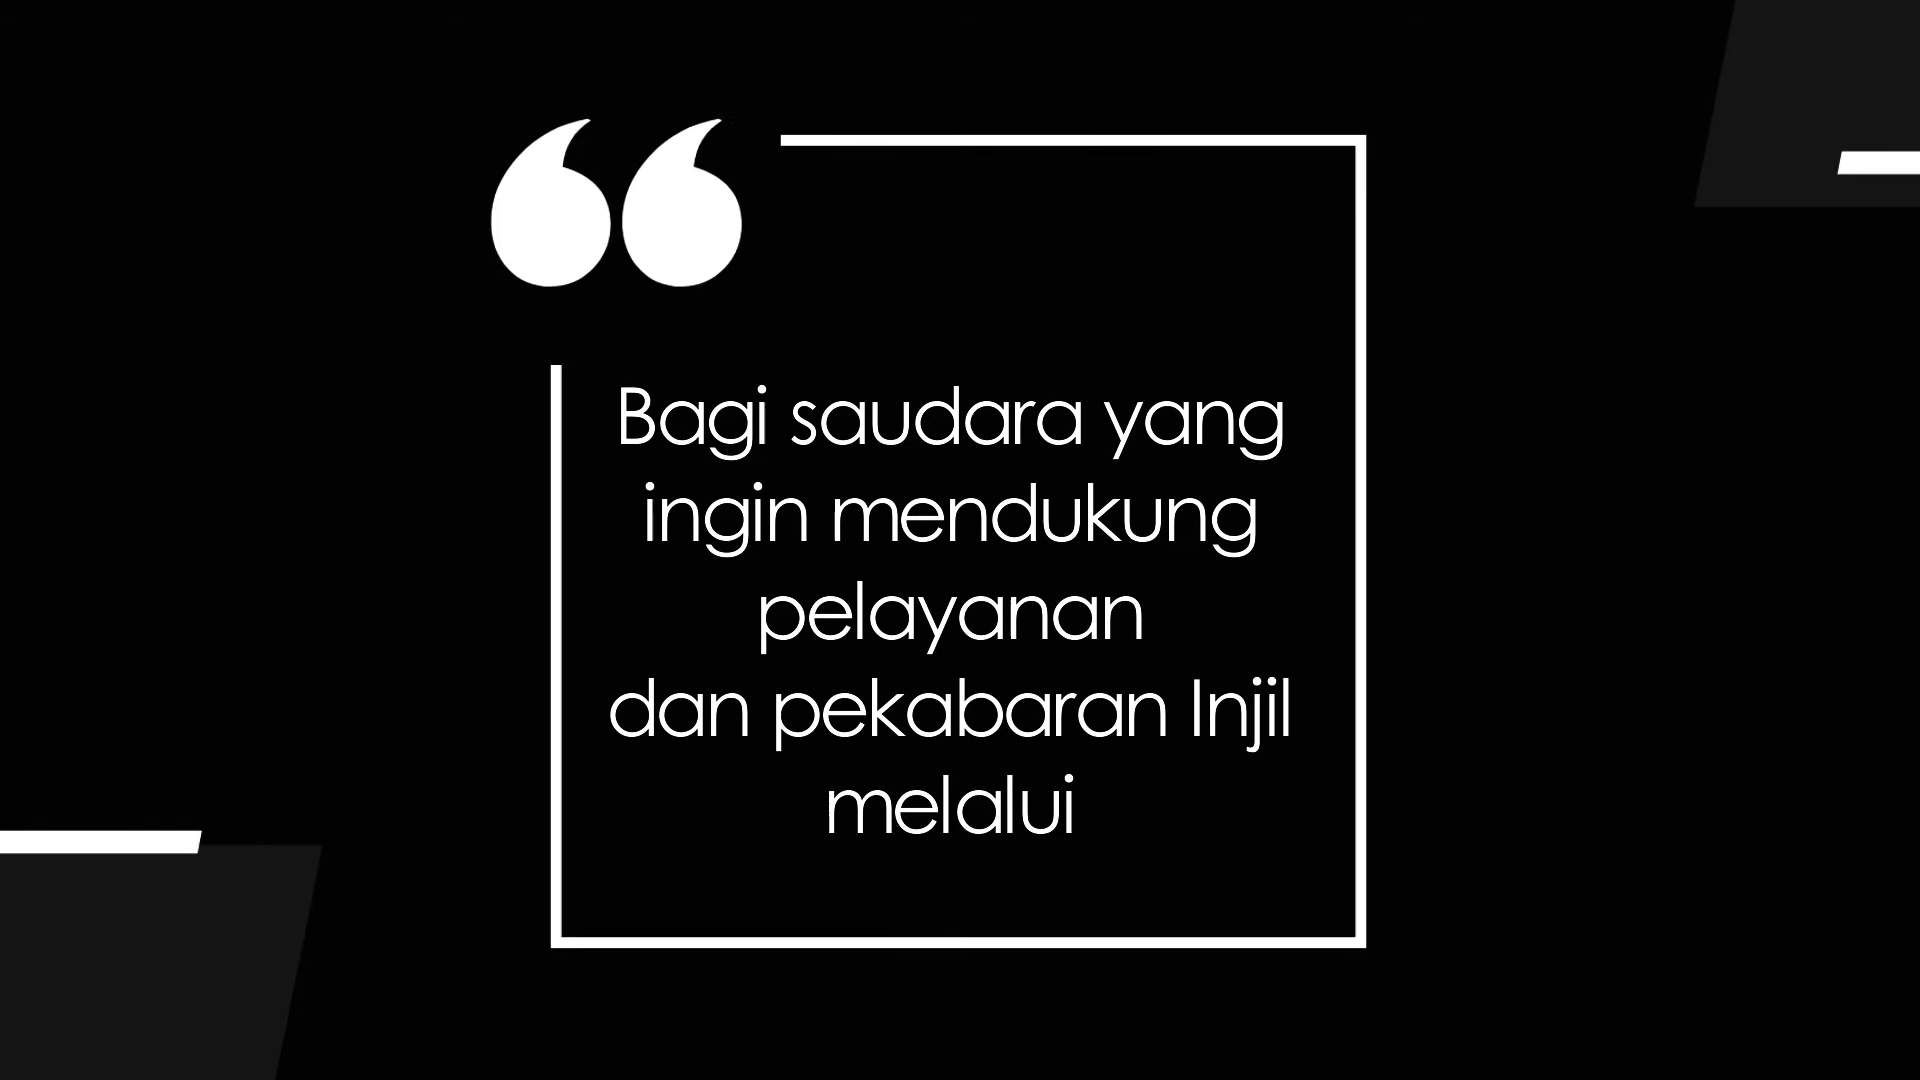 Bagi saudara yang
ingin mendukung
pelayanan
dan pekabaran Injil
melalui